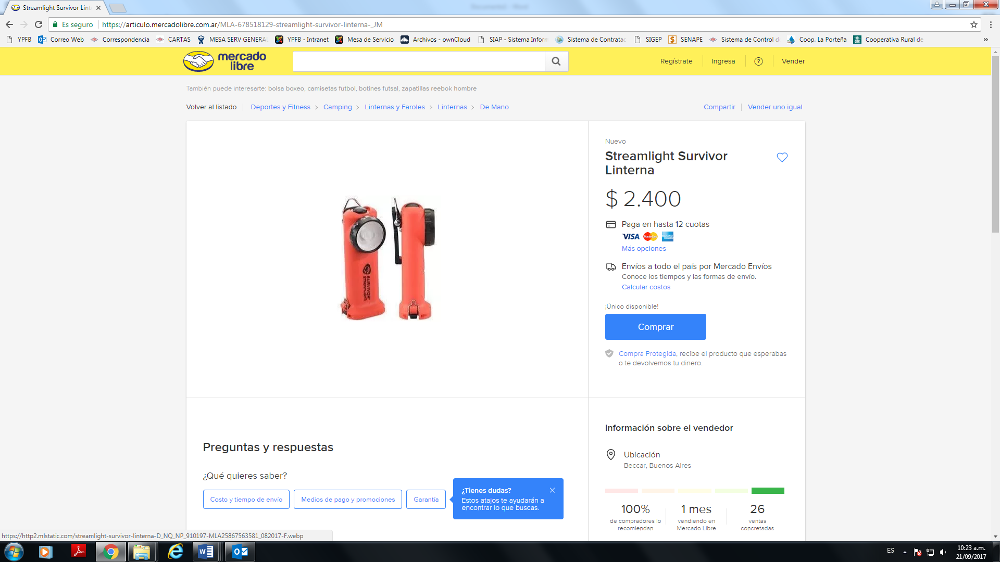 Streamlight Survivor Lint
Es seguro
https://articulo.mercadolibre.com.ar/MLA-678518129-streamlight-survivor-linterna-_JM
YPFB
Correo Web
Correspondencia
CARTAS
MESA SERV GENERAL
YPFB - Intranet
Mesa de Servicio
Archivos - ownCloud
SIAP - Sistema Inform
Sistema de Contratac
SIGEP
SENAPE
Sistema de Control d
Coop. La Porteña
Cooperativa Rural de
»
mercado
libre
Regístrate
Ingresa
?
Vender
También puede interesarte: bolsa boxeo, camisetas futbol, botines futsal, zapatillas reebok hombre
Volver al listado
Deportes y Fitness > Camping > Linternas y Faroles > Linternas > De Mano
Compartir
Vender uno igual
SURVIVOR
STREAMLIGHT
Nuevo
Streamlight Survivor
Linterna
$ 2.400
Paga en hasta 12 cuotas
VISA MasterCard
Más opciones
Envíos a todo el país por Mercado Envíos
Conoce los tiempos y las formas de envío.
Calcular costos
¡Único disponible!
Comprar
Compra Protegida, recibe el producto que esperabas
o te devolvemos tu dinero.
Preguntas y respuestas
¿Qué quieres saber?
Costo y tiempo de envío
Medios de pago y promociones
Garantía
¿Tienes dudas?
Estos atajos te ayudarán a
encontrar lo que buscas.
Información sobre el vendedor
Ubicación
Beccar, Buenos Aires
100%
de compradores lo
recomiendan
1 mes
vendiendo en
Mercado Libre
26
ventas
concretadas
https://http2.mlstatic.com/streamlight-survivor-linterna-D_NQ_NP_910197-MLA25867563581_082017-F.webp
ES
10:23 a.m.
21/09/2017